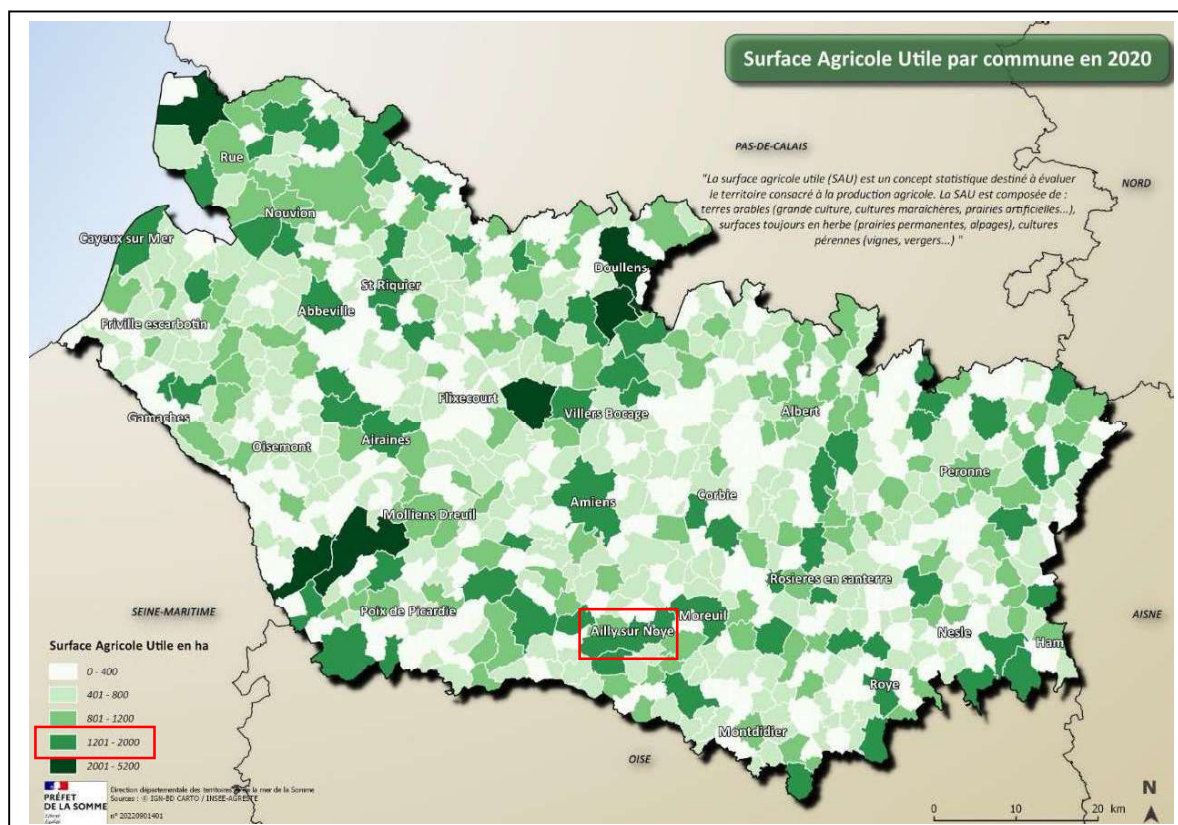 Surface Agricole Utile par commune en 2020
PAS-DE-CALAIS
NORD
"La surface agricole utile (SAU) est un concept statistique destiné à évaluer
le territoire consacré à la production agricole. La SAU est composée de :
terres arables (grande culture, cultures maraîchères, prairies artificielles...),
surfaces toujours en herbe (prairies permanentes, alpages), cultures
pérennes (vignes, vergers...) "
Rue
Nouvion
Cayeux sur Mer
Doullens
St Riquier
Abbeville
Friville escarbotin
Flixecourt
Villers Bocage
Albert
Gamaches
Airaines
Oisemont
Peronne
Corbie
Amiens
Molliens Dreuil
Rosieres en santerre
SEINE-MARITIME
Poix de Picardie
Moreuil
AISNE
Ailly sur Noye
Nesle
Ham
Surface Agricole Utile en ha
0 - 400
401 - 800
801 - 1200
1201 - 2000
2001 - 5200
Roye
Montdidier
OISE
N
PRÉFET
DE LA SOMME
Direction départementale des territoires de la mer de la Somme
Sources : © IGN-BD CARTO / INSEE-AGRESTE
n° 20220901401
0 10 20 km